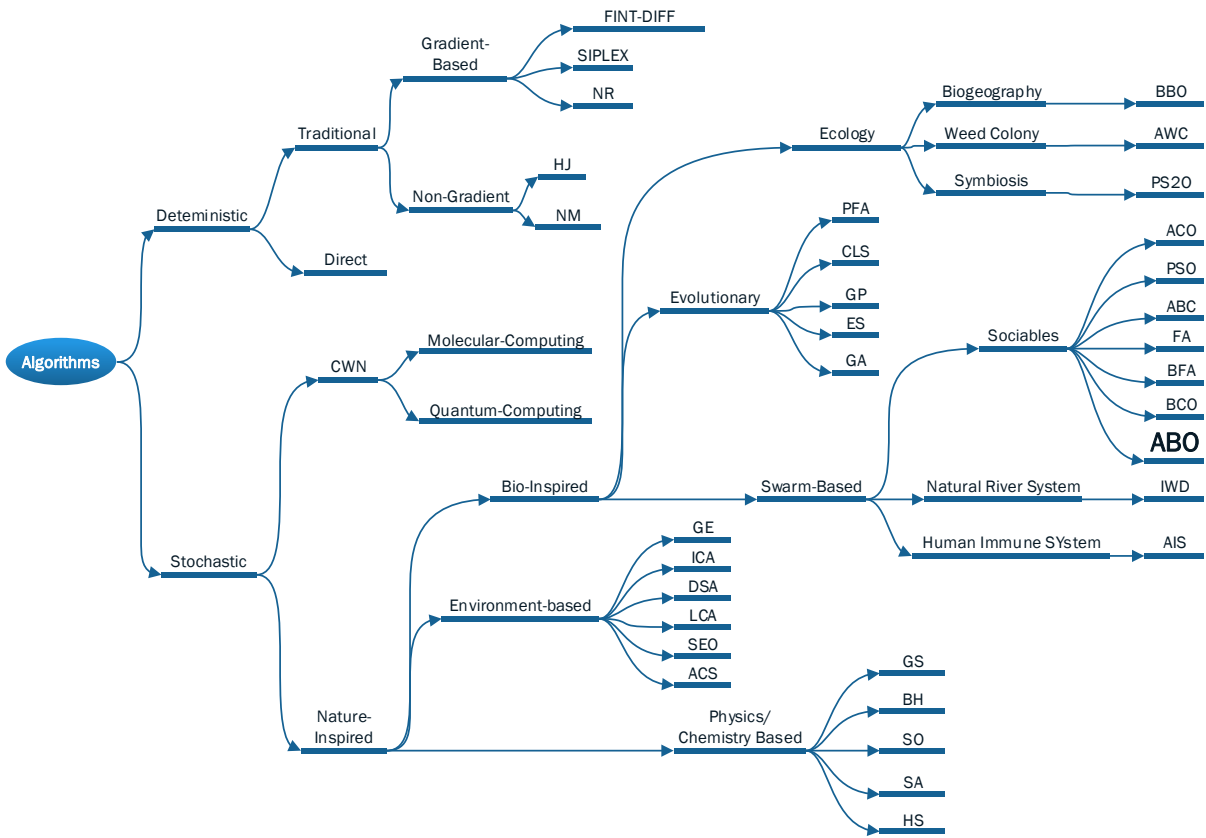 FINT-DIFF
Gradient-
Based
SIPLEX
NR
Traditional
HJ
Non-Gradient
NM
Deteministic
Direct
Algorithms
Molecular-Computing
CWN
Quantum-Computing
Stochastic
Nature-
Inspired
Bio-Inspired
Ecology
Biogeography
BBO
Weed Colony
AWC
Symbiosis
PS2O
Evolutionary
PFA
CLS
GP
ES
GA
Swarm-Based
Sociables
ACO
PSO
ABC
FA
BFA
BCO
ABO
Natural River System
IWD
Human Immune SYstem
AIS
Environment-based
GE
ICA
DSA
LCA
SEO
ACS
Physics/
Chemistry Based
GS
BH
SO
SA
HS